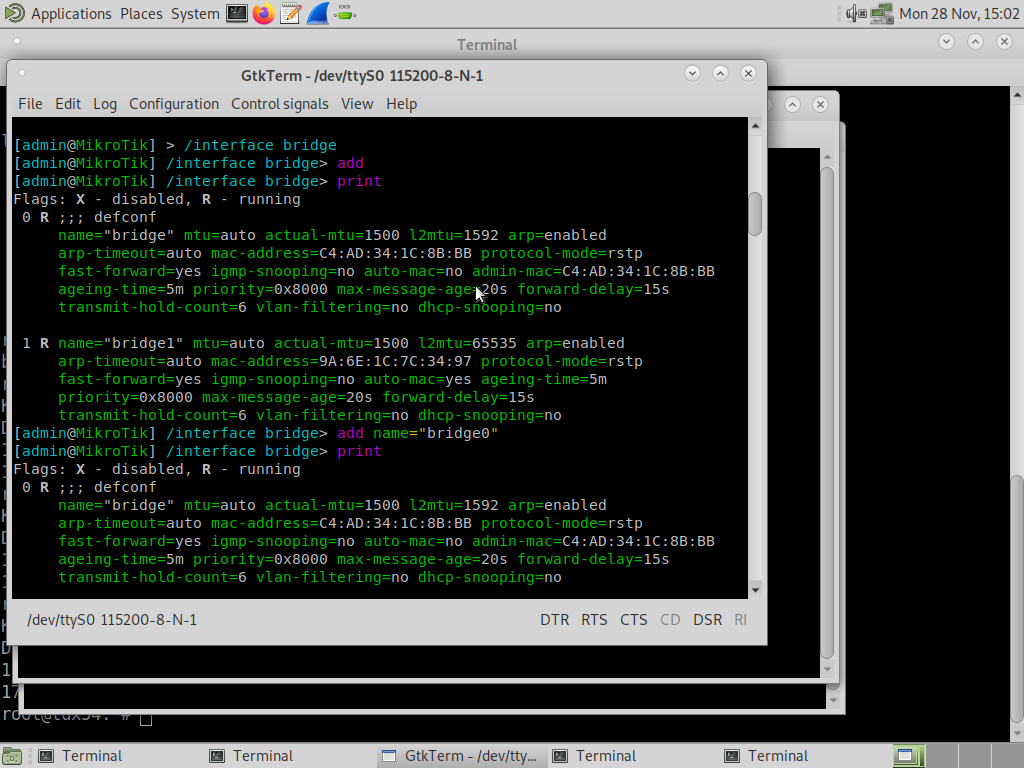 Applications Places System Mon 28 Nov, 15:02
Terminal
GtkTerm - /dev/ttyS0 115200-8-N-1
File Edit Log Configuration Control signals View Help
[admin@MikroTik] > /interface bridge
[admin@MikroTik] /interface bridge> add
[admin@MikroTik] /interface bridge> print
Flags: X - disabled, R - running
0 R ;;; defconf
name="bridge" mtu=auto actual-mtu=1500 l2mtu=1592 arp=enabled
arp-timeout=auto mac-address=C4:AD:34:1C:8B:BB protocol-mode=rstp
fast-forward=yes igmp-snooping=no auto-mac=no admin-mac=C4:AD:34:1C:8B:BB
ageing-time=5m priority=0x8000 max-message-age=20s forward-delay=15s
transmit-hold-count=6 vlan-filtering=no dhcp-snooping=no
1 R name="bridge1" mtu=auto actual-mtu=1500 l2mtu=65535 arp=enabled
arp-timeout=auto mac-address=9A:6E:1C:7C:34:97 protocol-mode=rstp
fast-forward=yes igmp-snooping=no auto-mac=yes ageing-time=5m
priority=0x8000 max-message-age=20s forward-delay=15s
transmit-hold-count=6 vlan-filtering=no dhcp-snooping=no
[admin@MikroTik] /interface bridge> add name="bridge0"
[admin@MikroTik] /interface bridge> print
Flags: X - disabled, R - running
0 R ;;; defconf
name="bridge" mtu=auto actual-mtu=1500 l2mtu=1592 arp=enabled
arp-timeout=auto mac-address=C4:AD:34:1C:8B:BB protocol-mode=rstp
fast-forward=yes igmp-snooping=no auto-mac=no admin-mac=C4:AD:34:1C:8B:BB
ageing-time=5m priority=0x8000 max-message-age=20s forward-delay=15s
transmit-hold-count=6 vlan-filtering=no dhcp-snooping=no
/dev/ttyS0 115200-8-N-1 DTR RTS CTS CD DSR RI
17
Terminal Terminal GtkTerm - /dev/tty... Terminal Terminal